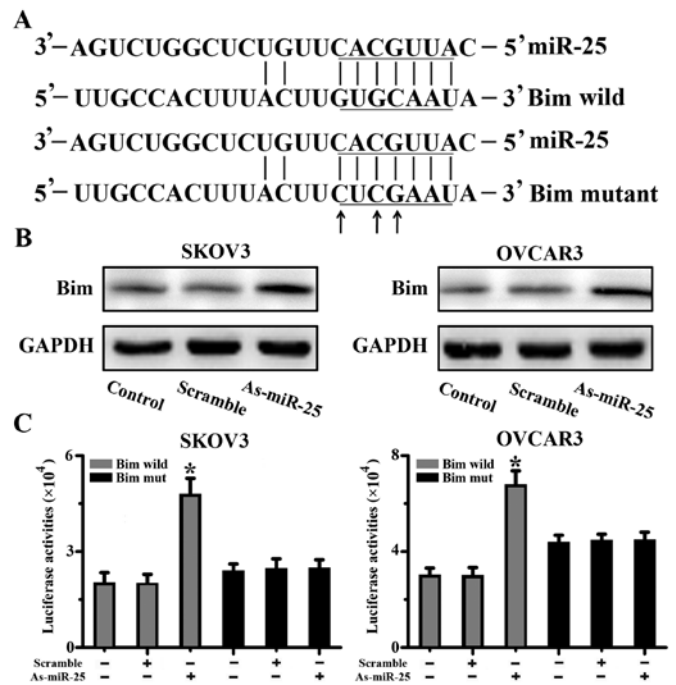 A
3’–AGUCUGGCUCUGUUCACGUUAC–5’miR-25
5’–UUGCCACUUUACUUGUGCAAUA–3’Bim wild
3’–AGUCUGGCUCUGUUCACGUUAC–5’miR-25
5’–UUGCCACUUUACUUCUCGAAUA–3’Bim mutant
B
SKOV3
OVCAR3
Bim
Bim
GAPDH
GAPDH
Control Scramble As-miR-25
Control Scramble As-miR-25
C
SKOV3
OVCAR3
Luciferase activities (×10⁴)
6
3
0
Bim wild
Bim mut
*
Luciferase activities (×10⁴)
8
4
0
Bim wild
Bim mut
*
Scramble – + – – + –
As-miR-25 – – + – – +
Scramble – + – – + –
As-miR-25 – – + – – +